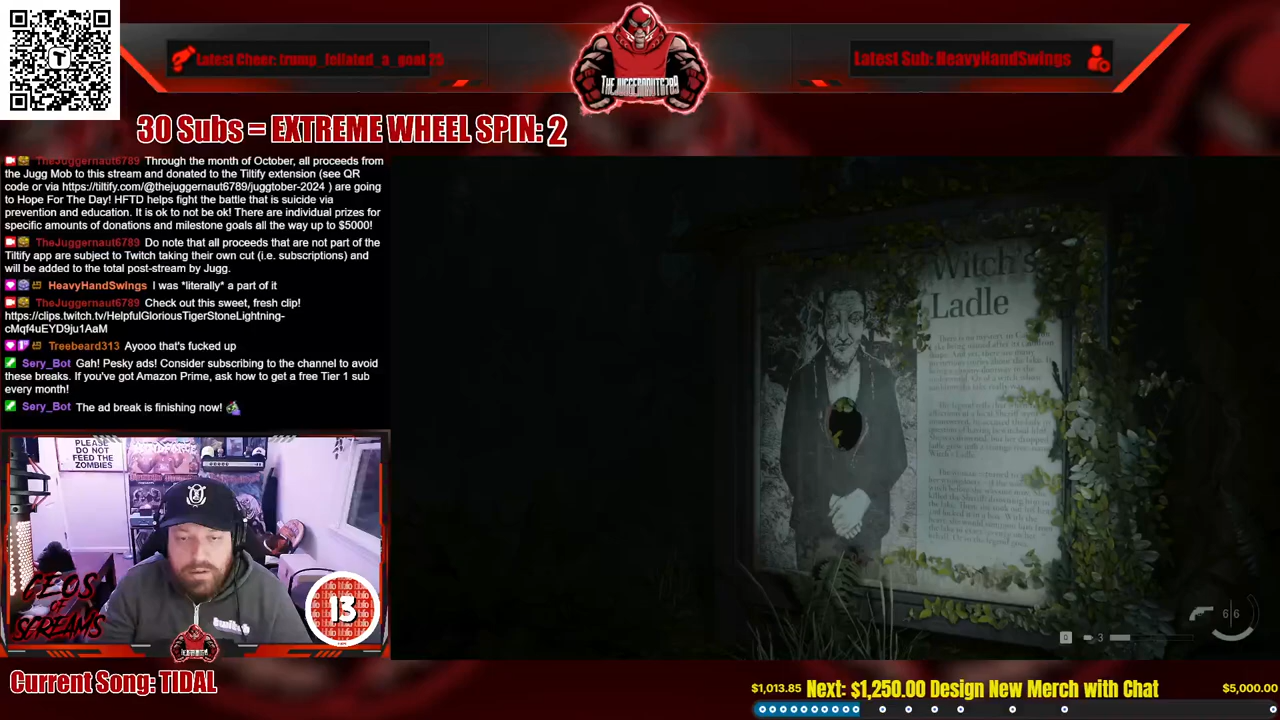 Latest Cheer: trump_felfated_a_goat 25
THEJUGGERNAUT6789
Latest Sub: HeavyHandSwings
30 Subs = EXTREME WHEEL SPIN: 2
TheJuggernaut6789 Through the month of October, all proceeds from
the Jugg Mob to this stream and donated to the Tiltify extension (see QR
code or via https://tiltify.com/@thejuggernaut6789/juggtober-2024 ) are going
to Hope For The Day! HFTD helps fight the battle that is suicide via
prevention and education. It is ok to not be ok! There are individual prizes for
specific amounts of donations and milestone goals all the way up to $5000!
TheJuggernaut6789 Do note that all proceeds that are not part of the
Tiltify app are subject to Twitch taking their own cut (i.e. subscriptions) and
will be added to the total post-stream by Jugg.
HeavyHandSwings I was *literally* a part of it
TheJuggernaut6789 Check out this sweet, fresh clip!
https://clips.twitch.tv/HelpfulGloriousTigerStoneLightning-
cMqf4uEYD9ju1AaM
Treebeard313 Ayooo that's fucked up
Sery_Bot Gah! Pesky ads! Consider subscribing to the channel to avoid
these breaks. If you've got Amazon Prime, ask how to get a free Tier 1 sub
every month!
Sery_Bot The ad break is finishing now!
Witch's
Ladle
PLEASE
DO NOT
FEED THE
ZOMBIES
GEOS
OF
SCREAMS
13
twitch
6|6
Q
3
Current Song: TIDAL
$1,013.85
Next: $1,250.00 Design New Merch with Chat
$5,000.00